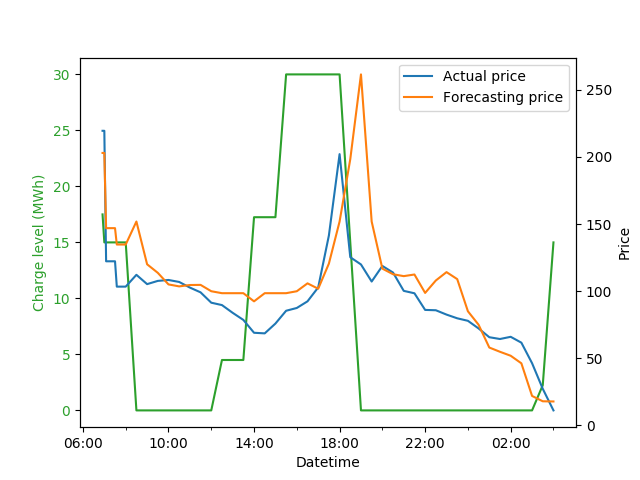 Actual price
Forecasting price
30
25
20
15
10
5
0
Charge level (MWh)
250
200
150
100
50
0
Price
06:00 10:00 14:00 18:00 22:00 02:00
Datetime